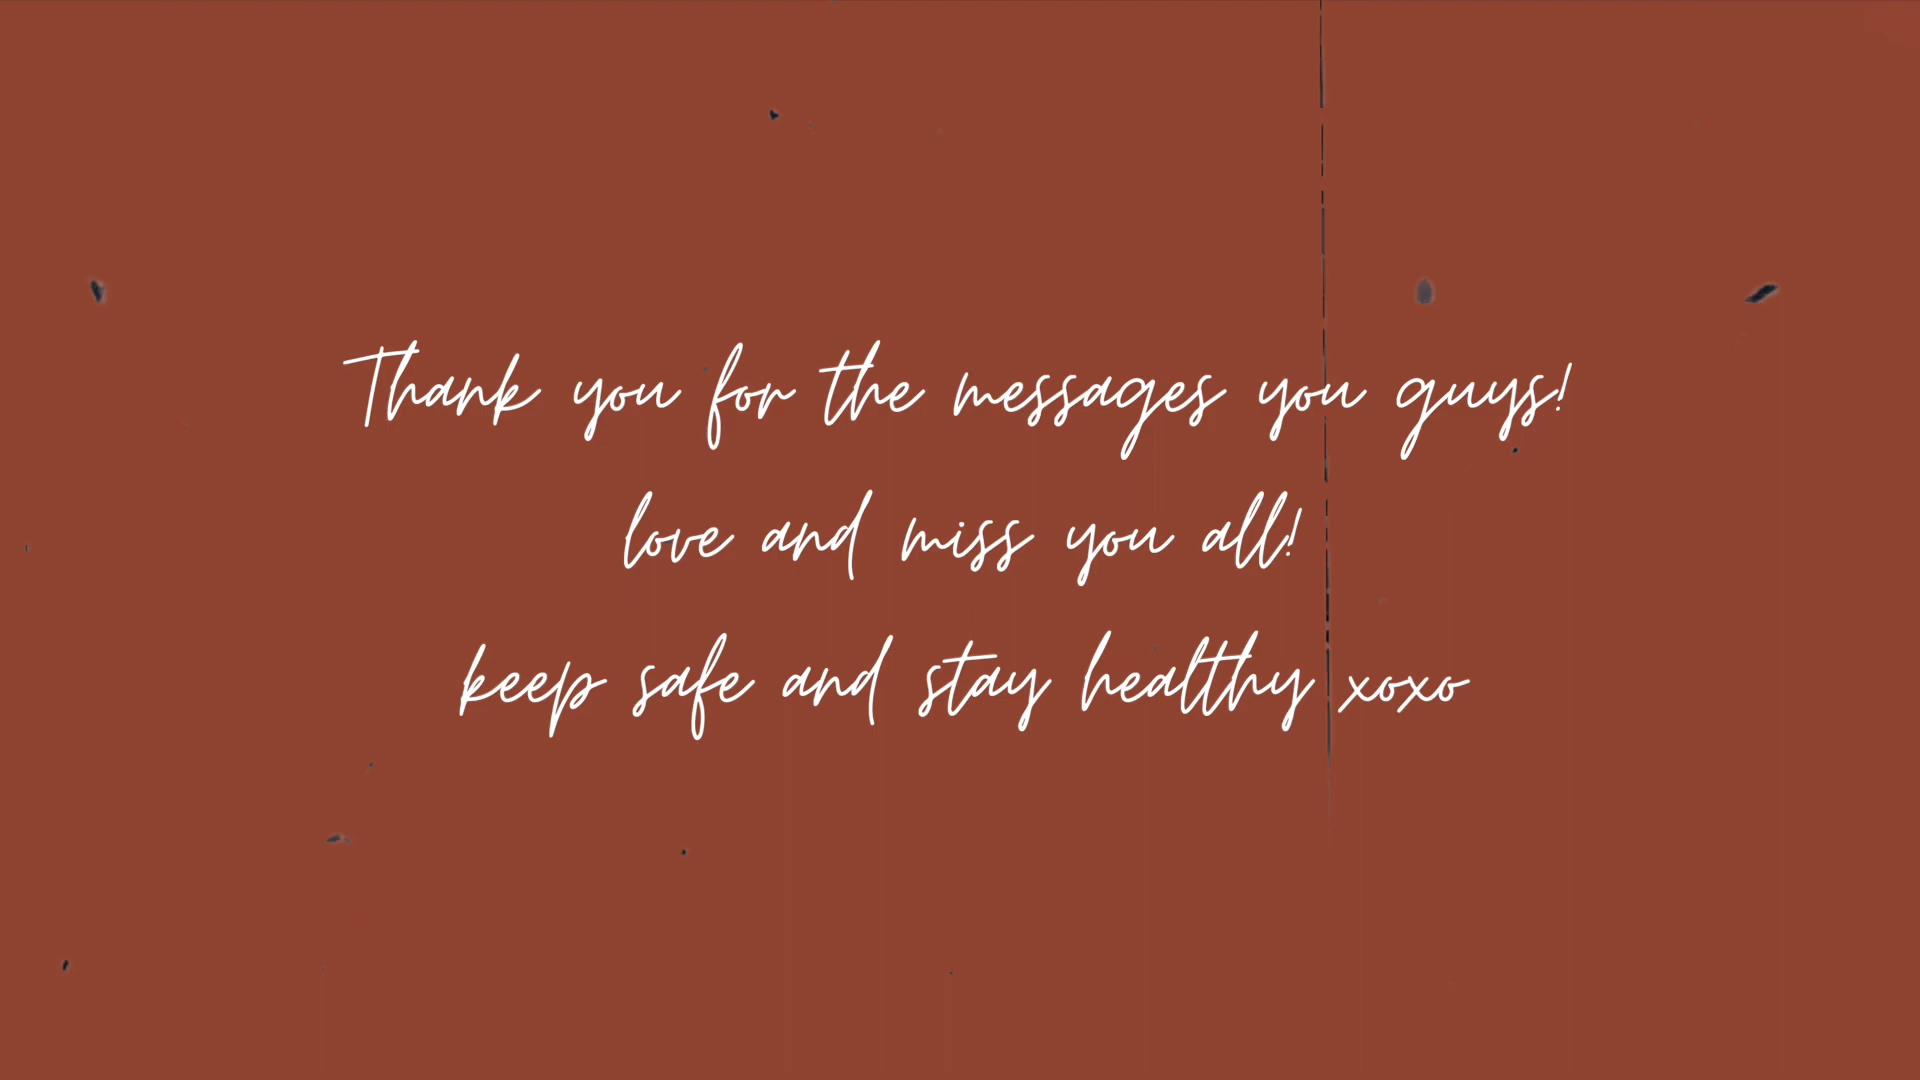 Thank you for the messages you guys!
love and miss you all!
keep safe and stay healthy xoxo